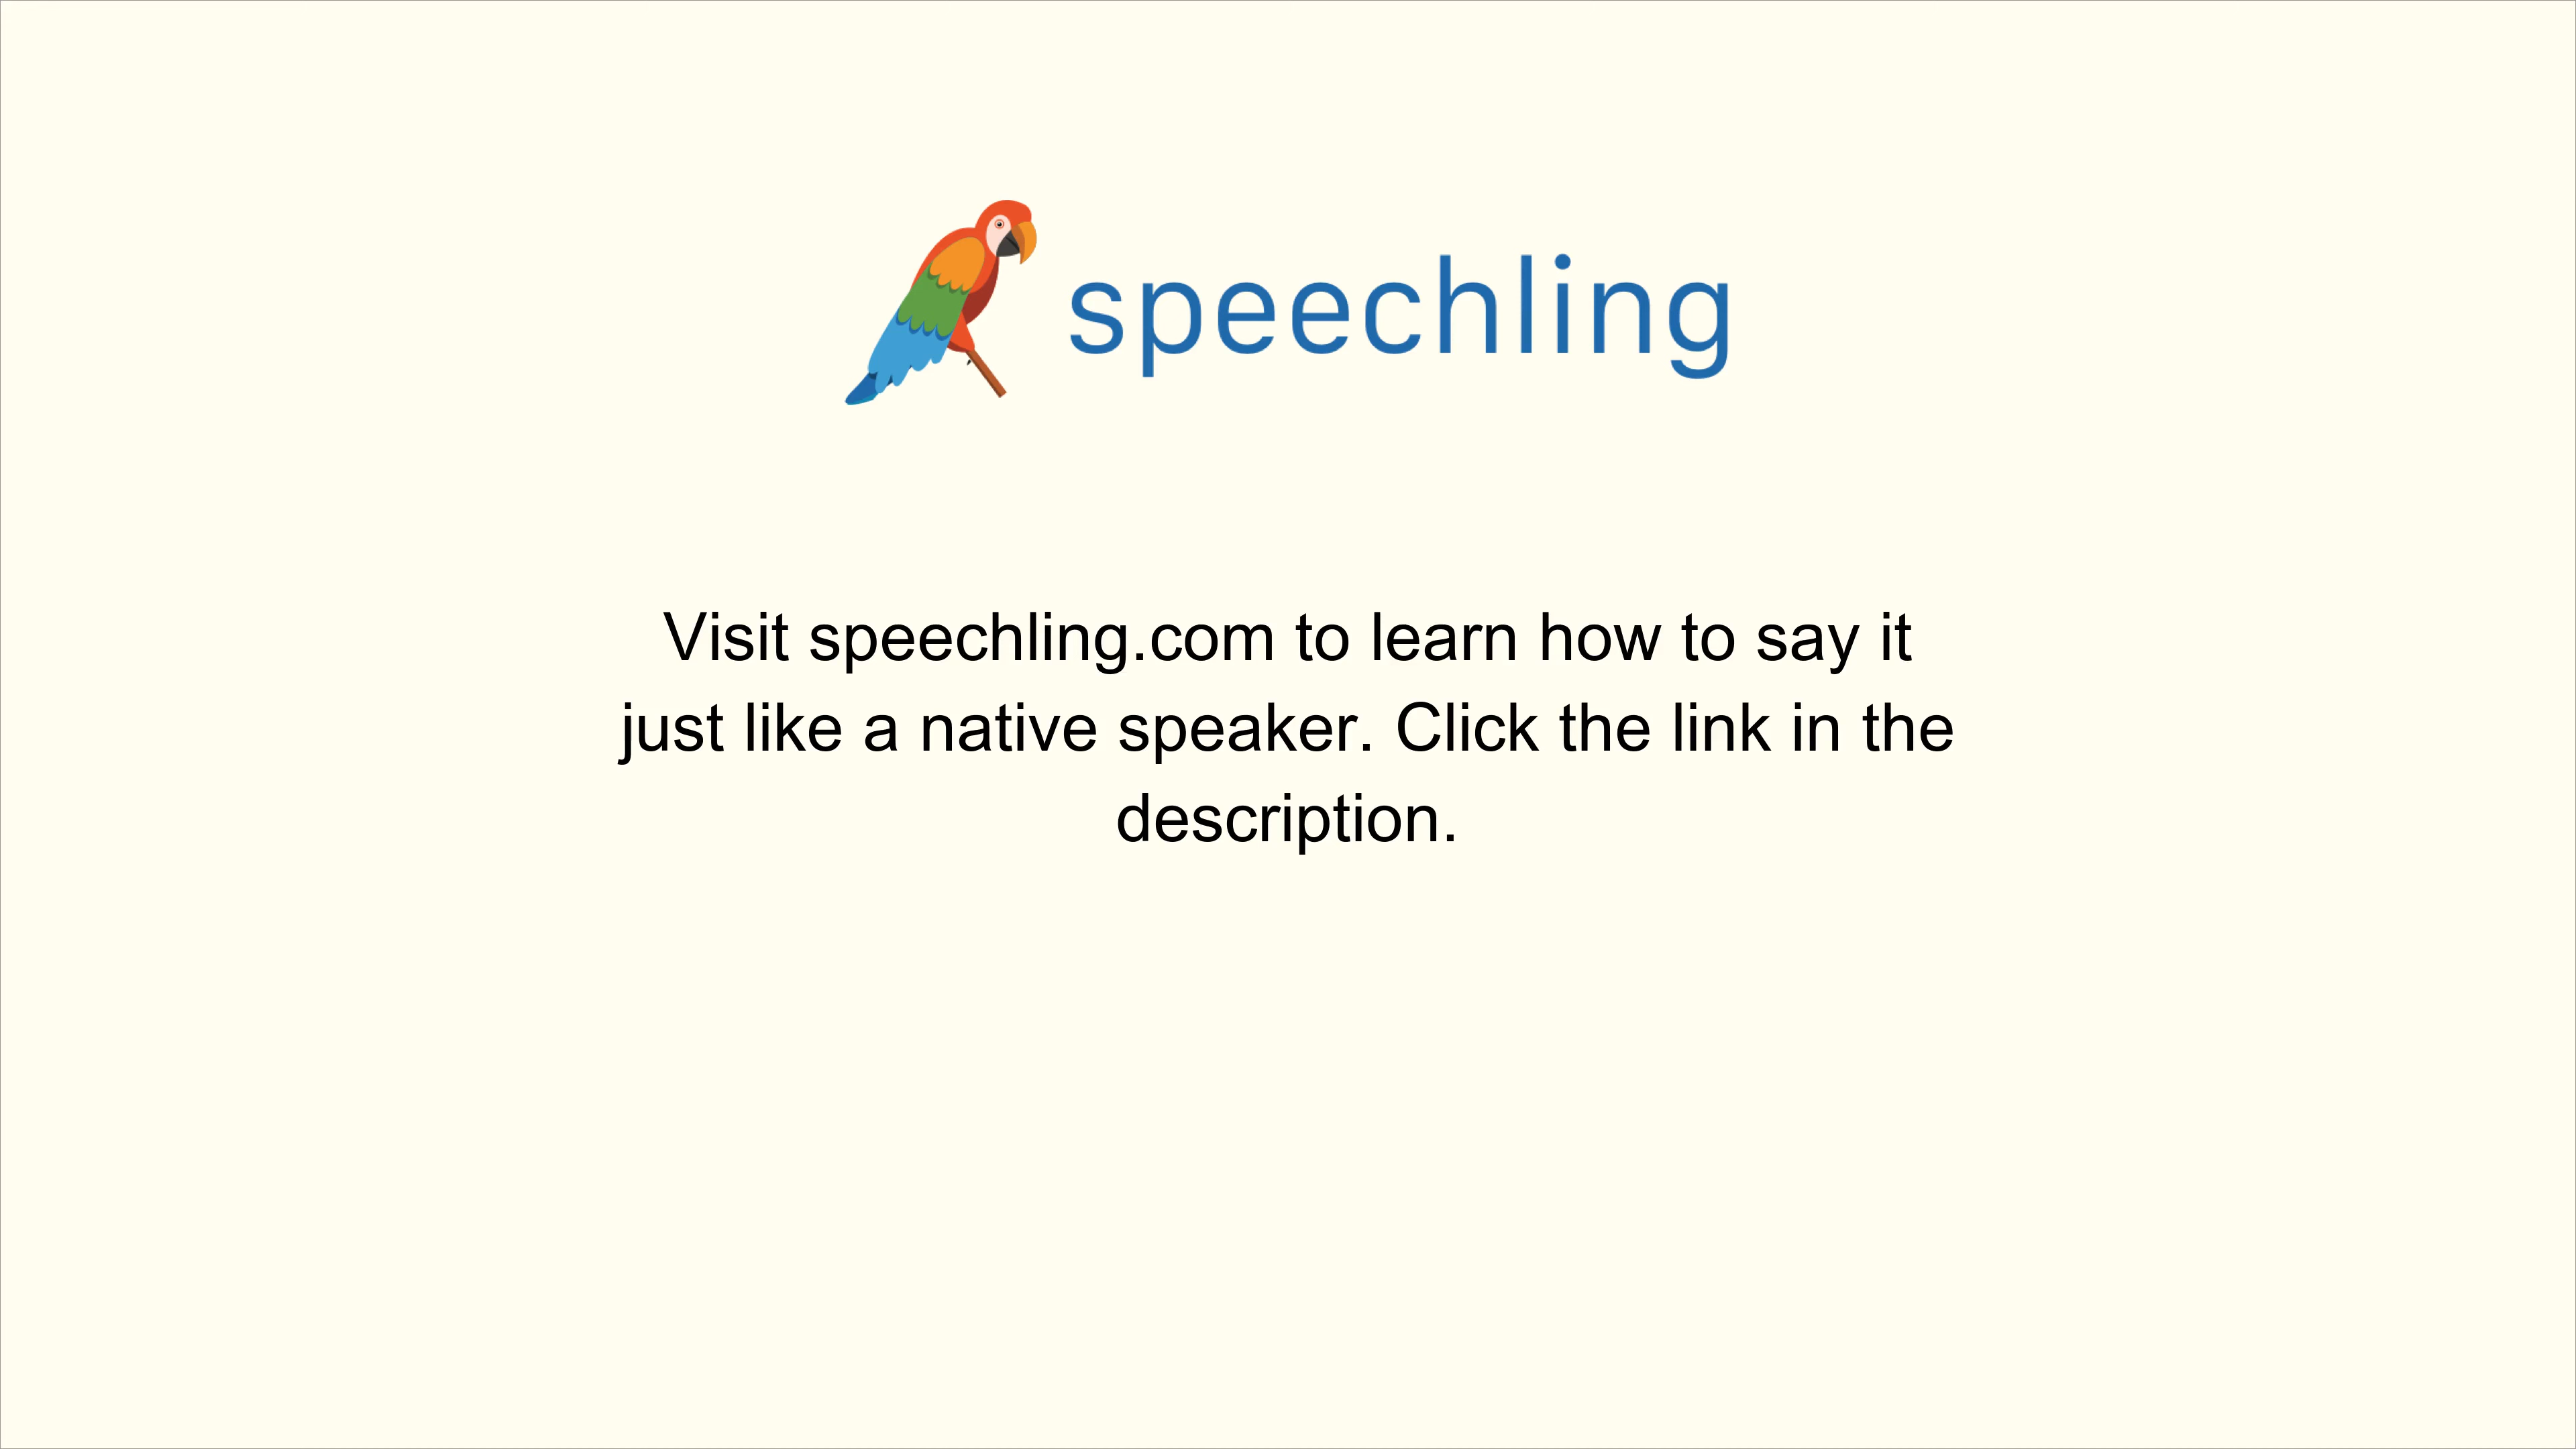 speechling
Visit speechling.com to learn how to say it
just like a native speaker. Click the link in the
description.